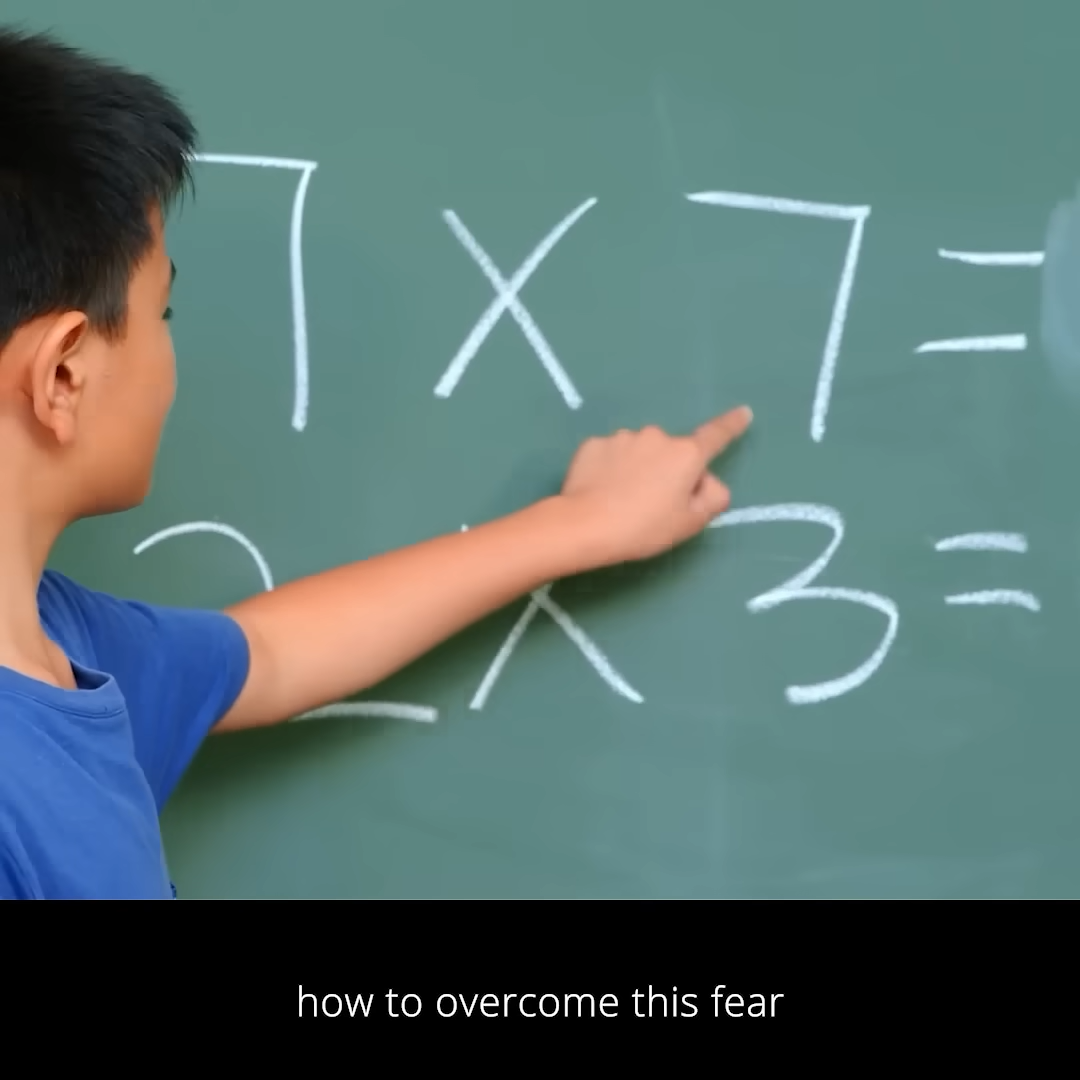 7 x 7 =
2 x 3 =
how to overcome this fear